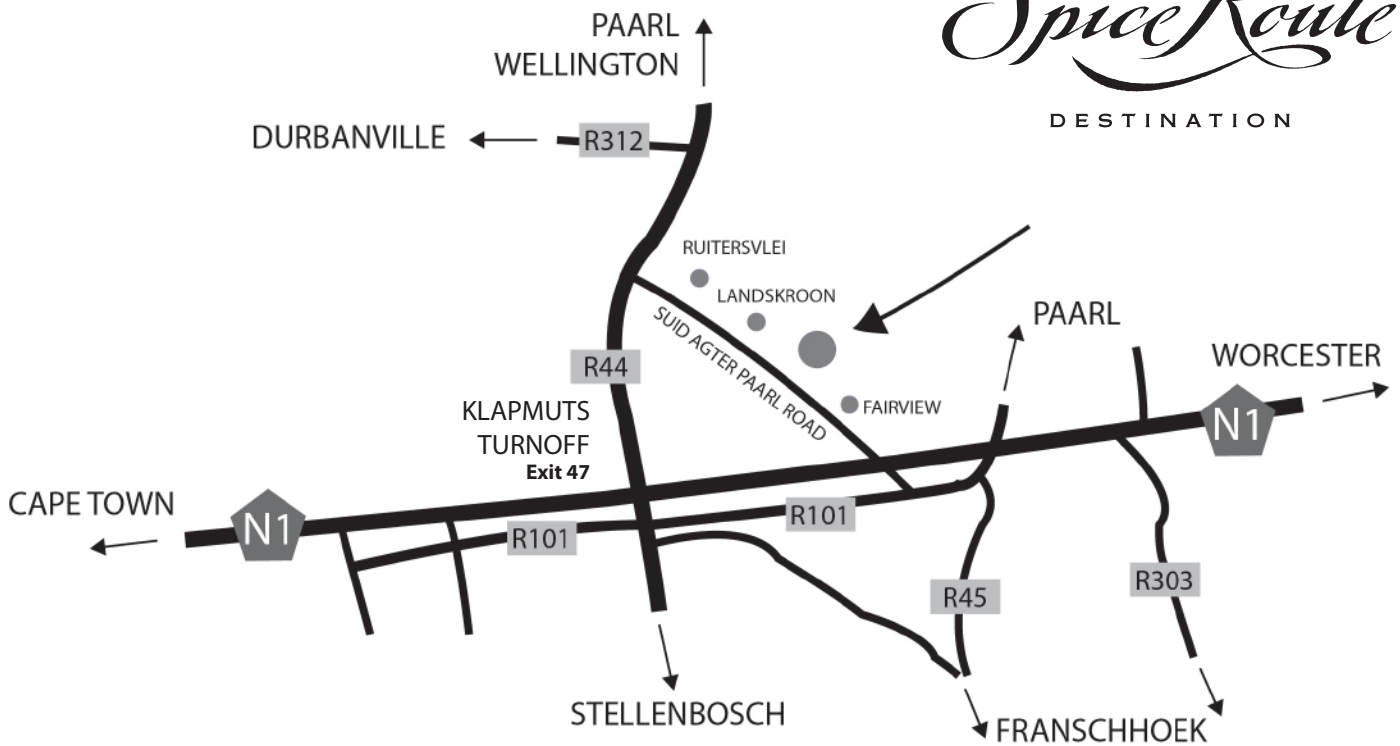 Spice Route
DESTINATION
PAARL
WELLINGTON
DURBANVILLE
R312
RUITERSVLEI
LANDSKROON
SUID AGTER PAARL ROAD
FAIRVIEW
PAARL
WORCESTER
N1
R44
KLAPMUTS
TURNOFF
Exit 47
CAPE TOWN
N1
R101
R101
R45
R303
STELLENBOSCH
FRANSCHHOEK